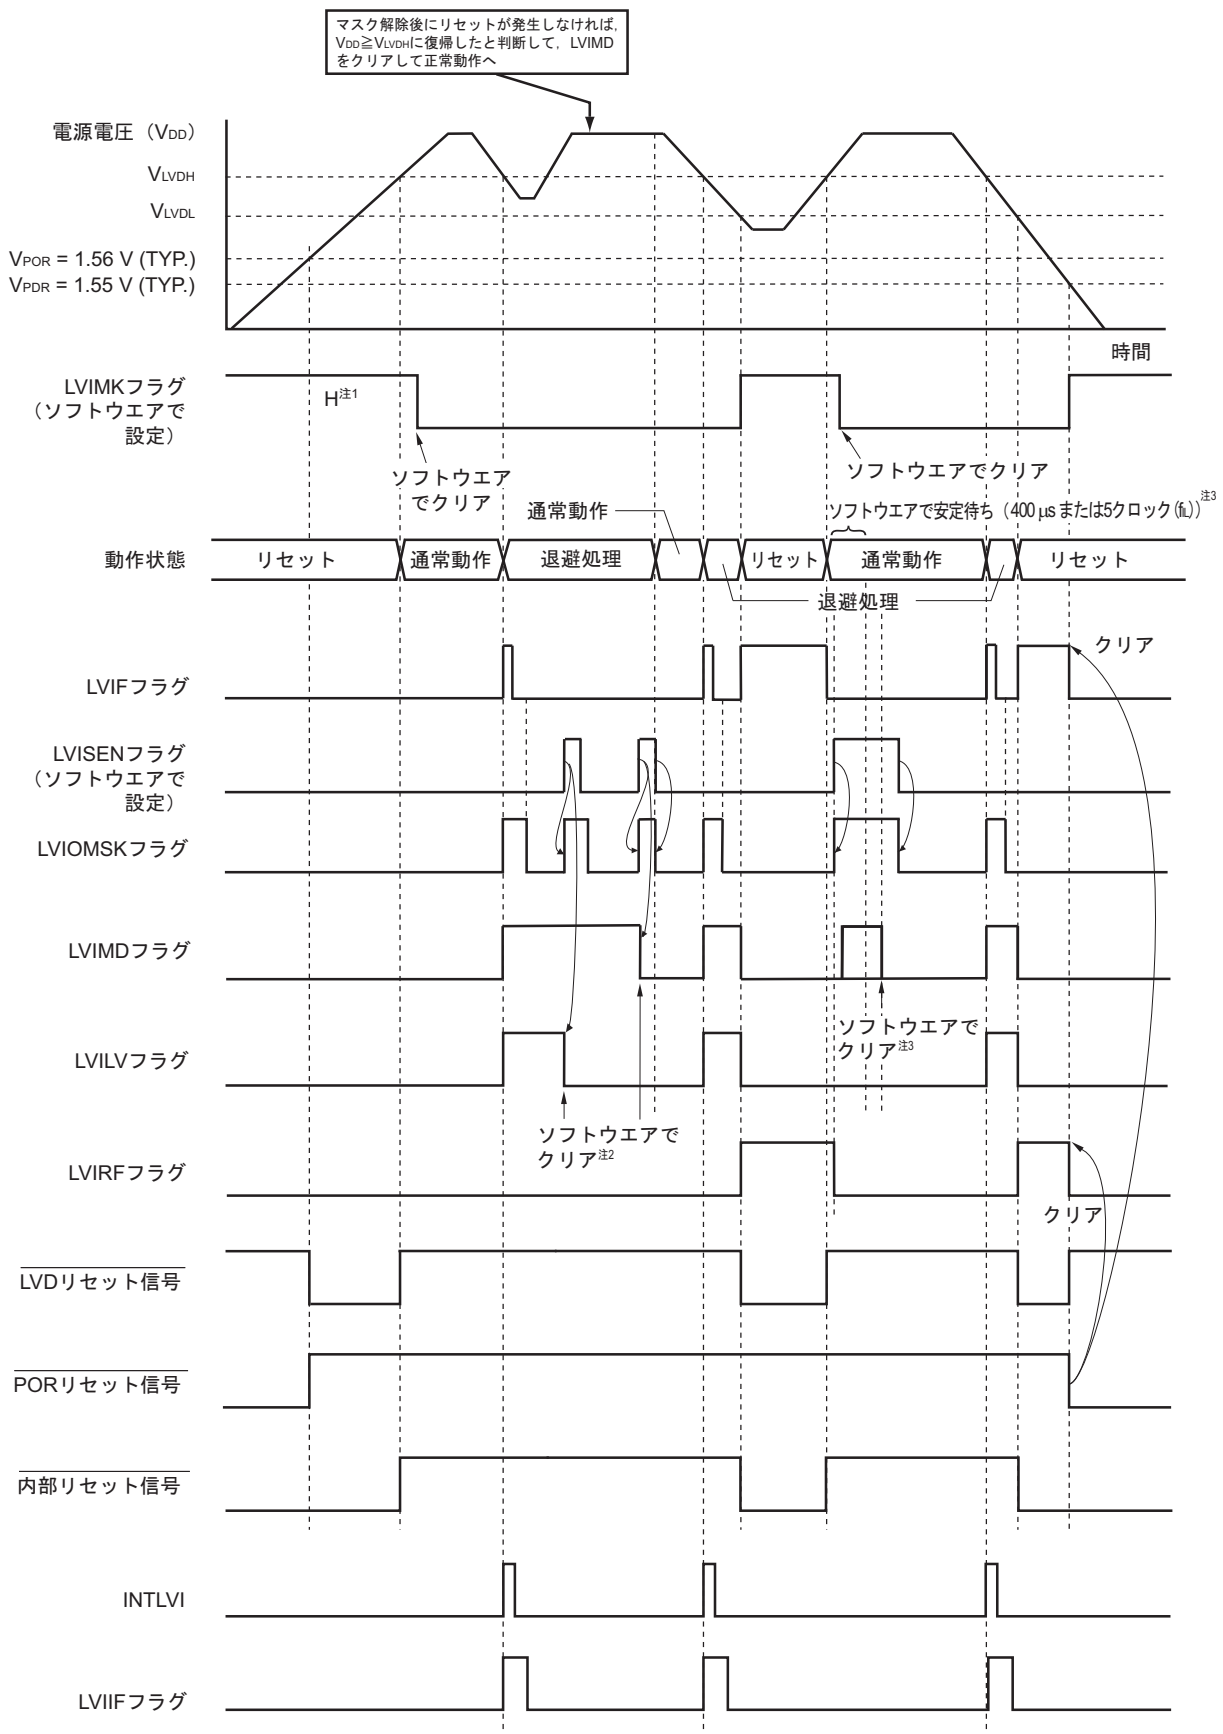 マスク解除後にリセットが発生しなければ,
VDD≧VLVDHに復帰したと判断して，LVIMD
をクリアして正常動作へ
電源電圧（VDD）
VLVDH
VLVDL
VPOR = 1.56 V (TYP.)
VPDR = 1.55 V (TYP.)
時間
LVIMKフラグ
（ソフトウエアで
設定）
H注1
ソフトウエア
でクリア
ソフトウエアでクリア
通常動作
ソフトウエアで安定待ち（400 μs または5クロック(fIL)）注3
動作状態
リセット
通常動作
退避処理
リセット
通常動作
リセット
退避処理
LVIFフラグ
クリア
LVISENフラグ
（ソフトウエアで
設定）
LVIOMSKフラグ
LVIMDフラグ
ソフトウエアで
クリア注3
LVILVフラグ
ソフトウエアで
クリア注2
LVIRFフラグ
クリア
LVDリセット信号
PORリセット信号
内部リセット信号
INTLVI
LVIIFフラグ